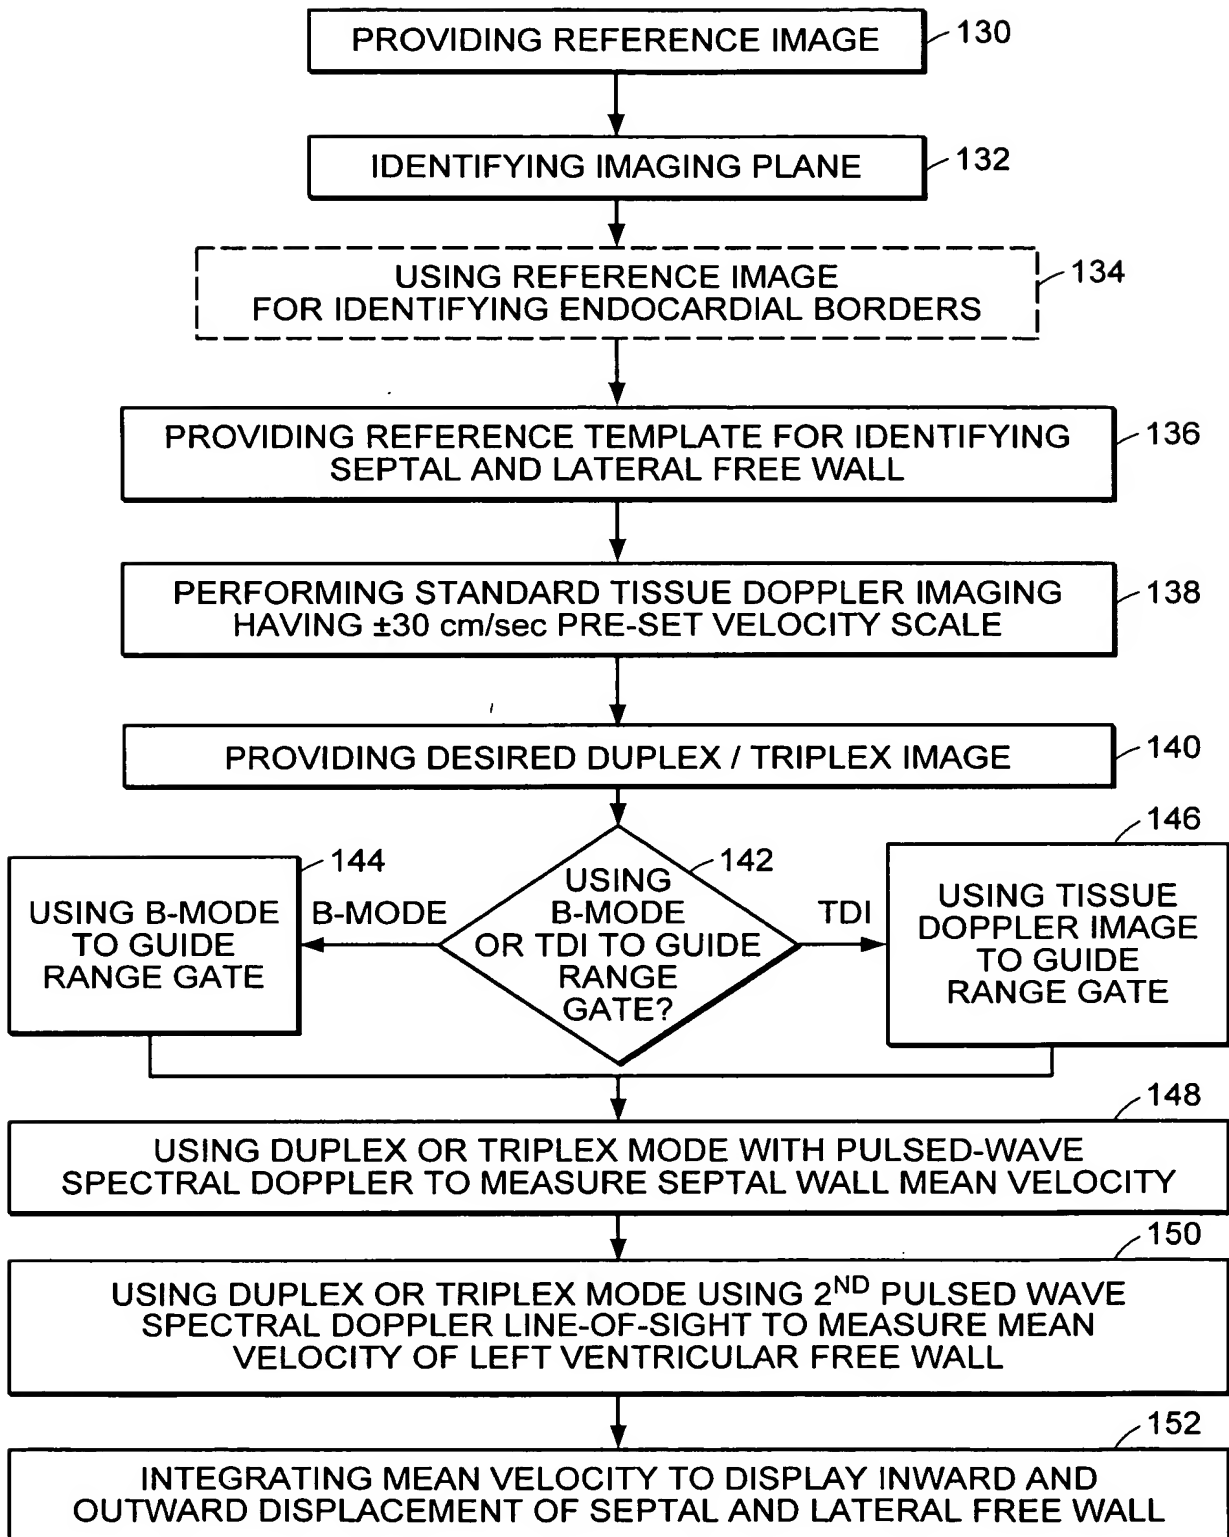 PROVIDING REFERENCE IMAGE
130
IDENTIFYING IMAGING PLANE
132
USING REFERENCE IMAGE
FOR IDENTIFYING ENDOCARDIAL BORDERS
134
PROVIDING REFERENCE TEMPLATE FOR IDENTIFYING
SEPTAL AND LATERAL FREE WALL
136
PERFORMING STANDARD TISSUE DOPPLER IMAGING
HAVING ±30 cm/sec PRE-SET VELOCITY SCALE
138
PROVIDING DESIRED DUPLEX / TRIPLEX IMAGE
140
144
USING B-MODE
TO GUIDE
RANGE GATE
B-MODE
142
USING
B-MODE
OR TDI TO GUIDE
RANGE
GATE?
TDI
146
USING TISSUE
DOPPLER IMAGE
TO GUIDE
RANGE GATE
148
USING DUPLEX OR TRIPLEX MODE WITH PULSED-WAVE
SPECTRAL DOPPLER TO MEASURE SEPTAL WALL MEAN VELOCITY
150
USING DUPLEX OR TRIPLEX MODE USING 2ND PULSED WAVE
SPECTRAL DOPPLER LINE-OF-SIGHT TO MEASURE MEAN
VELOCITY OF LEFT VENTRICULAR FREE WALL
152
INTEGRATING MEAN VELOCITY TO DISPLAY INWARD AND
OUTWARD DISPLACEMENT OF SEPTAL AND LATERAL FREE WALL